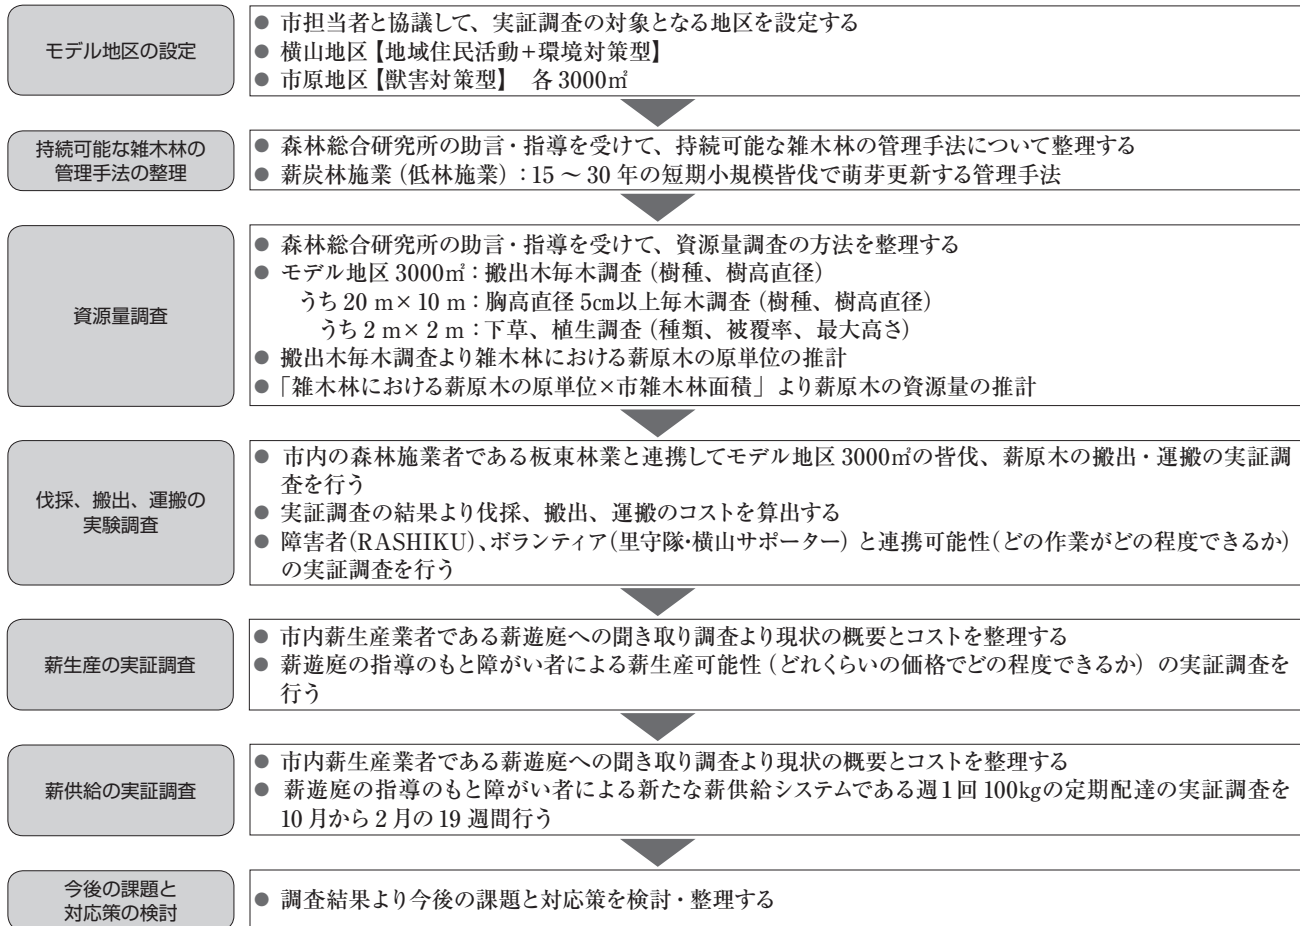 モデル地区の設定
● 市担当者と協議して、実証調査の対象となる地区を設定する
● 横山地区【地域住民活動+環境対策型】
● 市原地区【獣害対策型】 各3000㎡
持続可能な雑木林の
管理手法の整理
● 森林総合研究所の助言・指導を受けて、持続可能な雑木林の管理手法について整理する
● 薪炭林施業(低林施業):15~30年の短期小規模皆伐で萌芽更新する管理手法
資源量調査
● 森林総合研究所の助言・指導を受けて、資源量調査の方法を整理する
● モデル地区3000㎡:搬出木毎木調査(樹種、樹高直径)
うち20 m×10 m:胸高直径5㎝以上毎木調査(樹種、樹高直径)
うち2 m×2 m:下草、植生調査(種類、被覆率、最大高さ)
● 搬出木毎木調査より雑木林における薪原木の原単位の推計
● 「雑木林における薪原木の原単位×市雑木林面積」より薪原木の資源量の推計
伐採、搬出、運搬の
実験調査
● 市内の森林施業者である板東林業と連携してモデル地区3000㎡の皆伐、薪原木の搬出・運搬の実証調
査を行う
● 実証調査の結果より伐採、搬出、運搬のコストを算出する
● 障害者(RASHIKU)、ボランティア(里守隊・横山サポーター)と連携可能性(どの作業がどの程度できるか)
の実証調査を行う
薪生産の実証調査
● 市内薪生産業者である薪遊庭への聞き取り調査より現状の概要とコストを整理する
● 薪遊庭の指導のもと障がい者による薪生産可能性(どれくらいの価格でどの程度できるか)の実証調査を
行う
薪供給の実証調査
● 市内薪生産業者である薪遊庭への聞き取り調査より現状の概要とコストを整理する
● 薪遊庭の指導のもと障がい者による新たな薪供給システムである週1回100㎏の定期配達の実証調査を
10月から2月の19週間行う
今後の課題と
対応策の検討
● 調査結果より今後の課題と対応策を検討・整理する